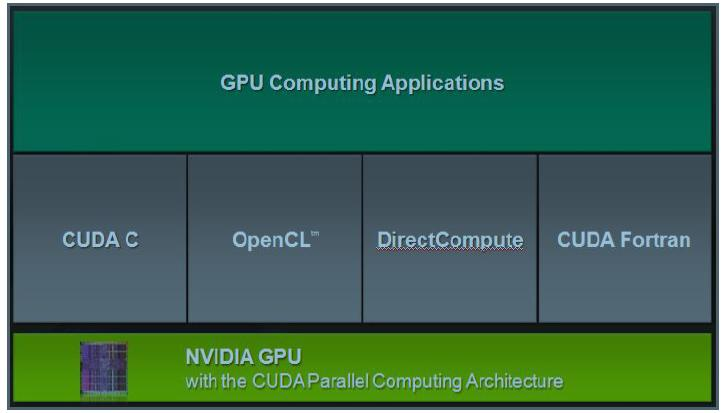 GPU Computing Applications
CUDA C
OpenCL™
DirectCompute
CUDA Fortran
NVIDIA GPU
with the CUDA Parallel Computing Architecture